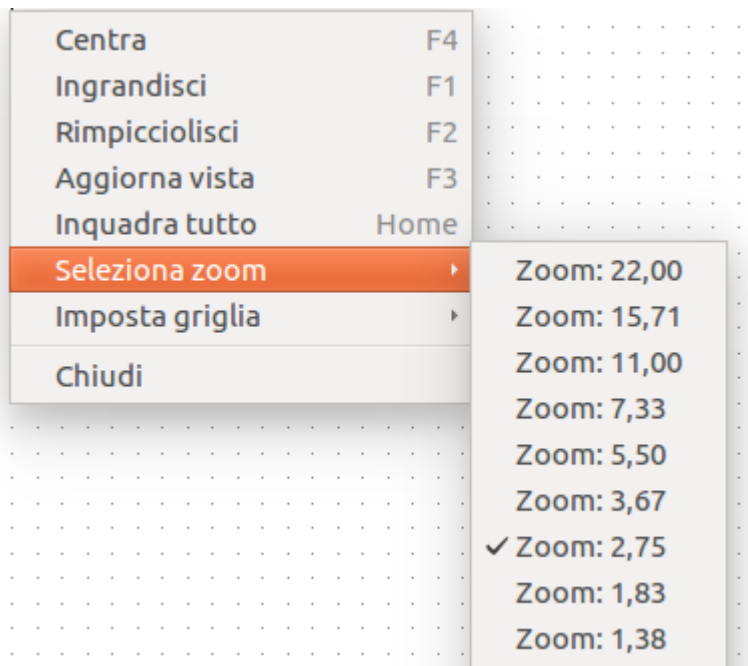 Centra F4
Ingrandisci F1
Rimpicciolisci F2
Aggiorna vista F3
Inquadra tutto Home
Seleziona zoom
Imposta griglia
Chiudi
Zoom: 22,00
Zoom: 15,71
Zoom: 11,00
Zoom: 7,33
Zoom: 5,50
Zoom: 3,67
Zoom: 2,75
Zoom: 1,83
Zoom: 1,38